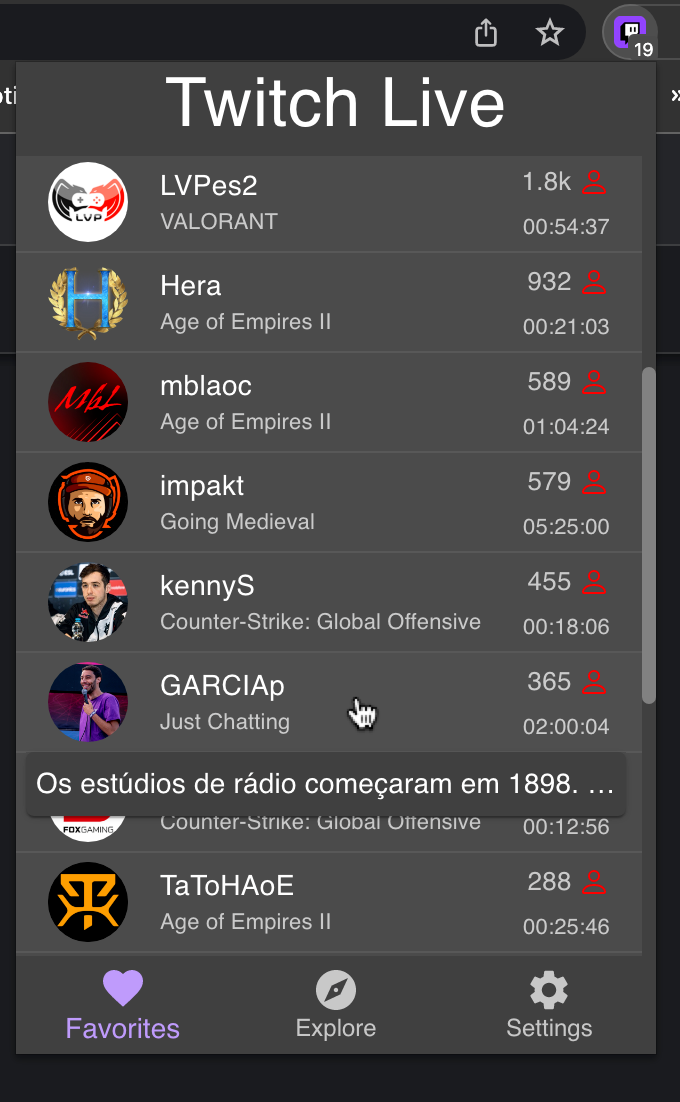 19
Twitch Live
LVPes2
1.8k
VALORANT
00:54:37
LVP
Hera
932
Age of Empires II
00:21:03
mblaoc
589
Age of Empires II
01:04:24
MbL
impakt
579
Going Medieval
05:25:00
kennyS
455
Counter-Strike: Global Offensive
00:18:06
GARCIAp
365
Just Chatting
02:00:04
Os estúdios de rádio começaram em 1898. …
Counter-Strike: Global Offensive
00:12:56
FOXGAMING
TaToHAoE
288
Age of Empires II
00:25:46
Favorites
Explore
Settings